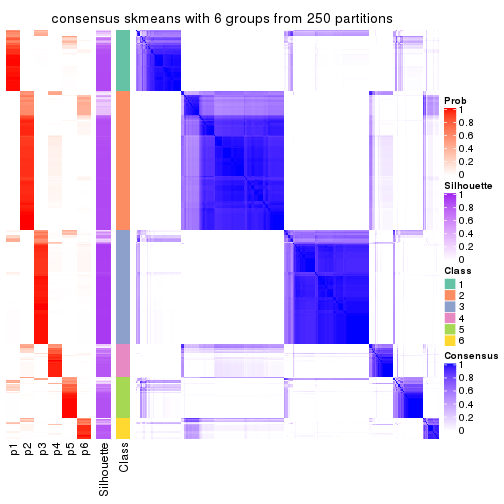 consensus skmeans with 6 groups from 250 partitions
Prob
1
0.8
0.6
0.4
0.2
0
Silhouette
1
0.8
0.6
0.4
0.2
0
Class
1
2
3
4
5
6
Consensus
1
0.8
0.6
0.4
0.2
0
p1
p2
p3
p4
p5
p6
Silhouette
Class